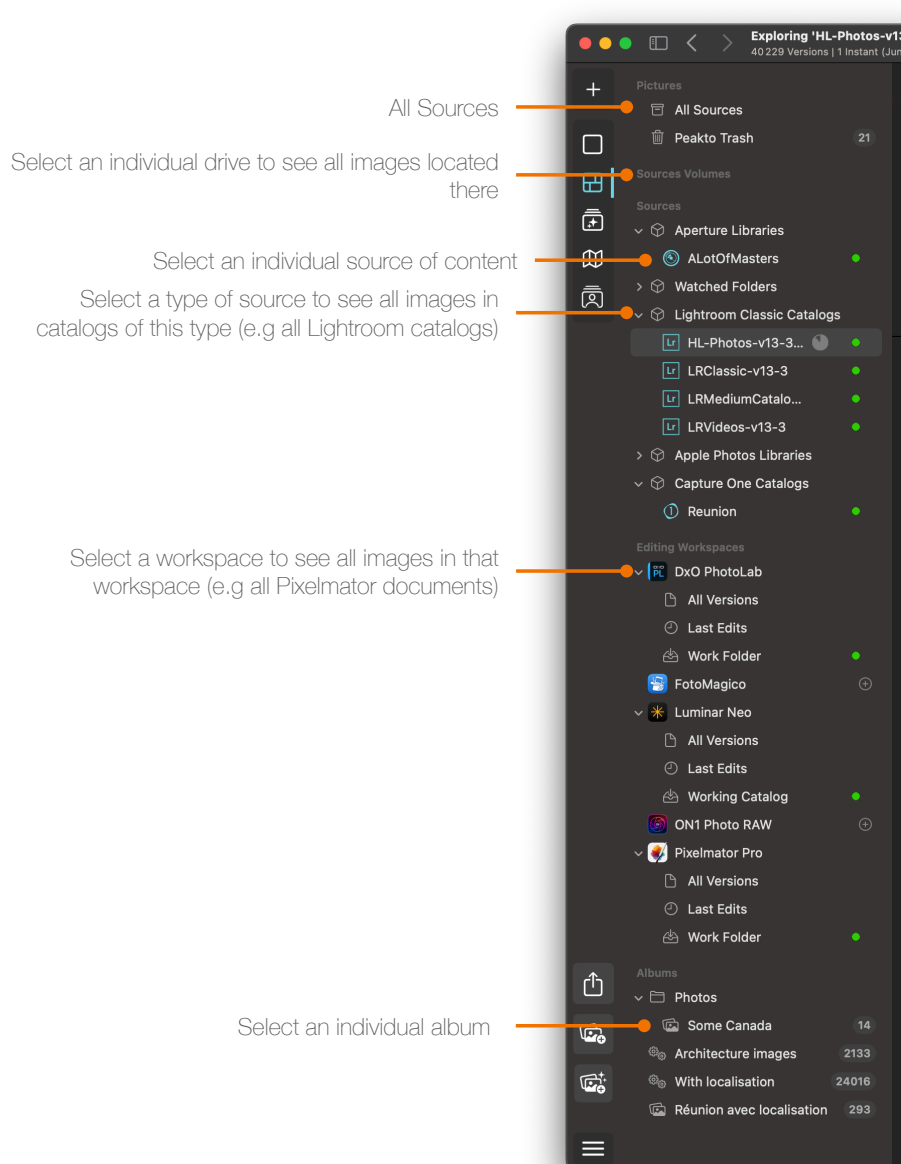 Exploring 'HL-Photos-v13
40 229 Versions | 1 Instant (Jun
Pictures
All Sources
All Sources
Peakto Trash 21
Select an individual drive to see all images located
there
Sources Volumes
Sources
Aperture Libraries
Select an individual source of content
ALotOfMasters
Watched Folders
Select a type of source to see all images in
catalogs of this type (e.g all Lightroom catalogs)
Lightroom Classic Catalogs
Lr HL-Photos-v13-3...
Lr LRClassic-v13-3
Lr LRMediumCatalo...
Lr LRVideos-v13-3
Apple Photos Libraries
Capture One Catalogs
1 Reunion
Editing Workspaces
Select a workspace to see all images in that
workspace (e.g all Pixelmator documents)
PL DxO PhotoLab
All Versions
Last Edits
Work Folder
FotoMagico
Luminar Neo
All Versions
Last Edits
Working Catalog
ON1 Photo RAW
Pixelmator Pro
All Versions
Last Edits
Work Folder
Albums
Photos
Select an individual album
Some Canada 14
Architecture images 2133
With localisation 24016
Réunion avec localisation 293